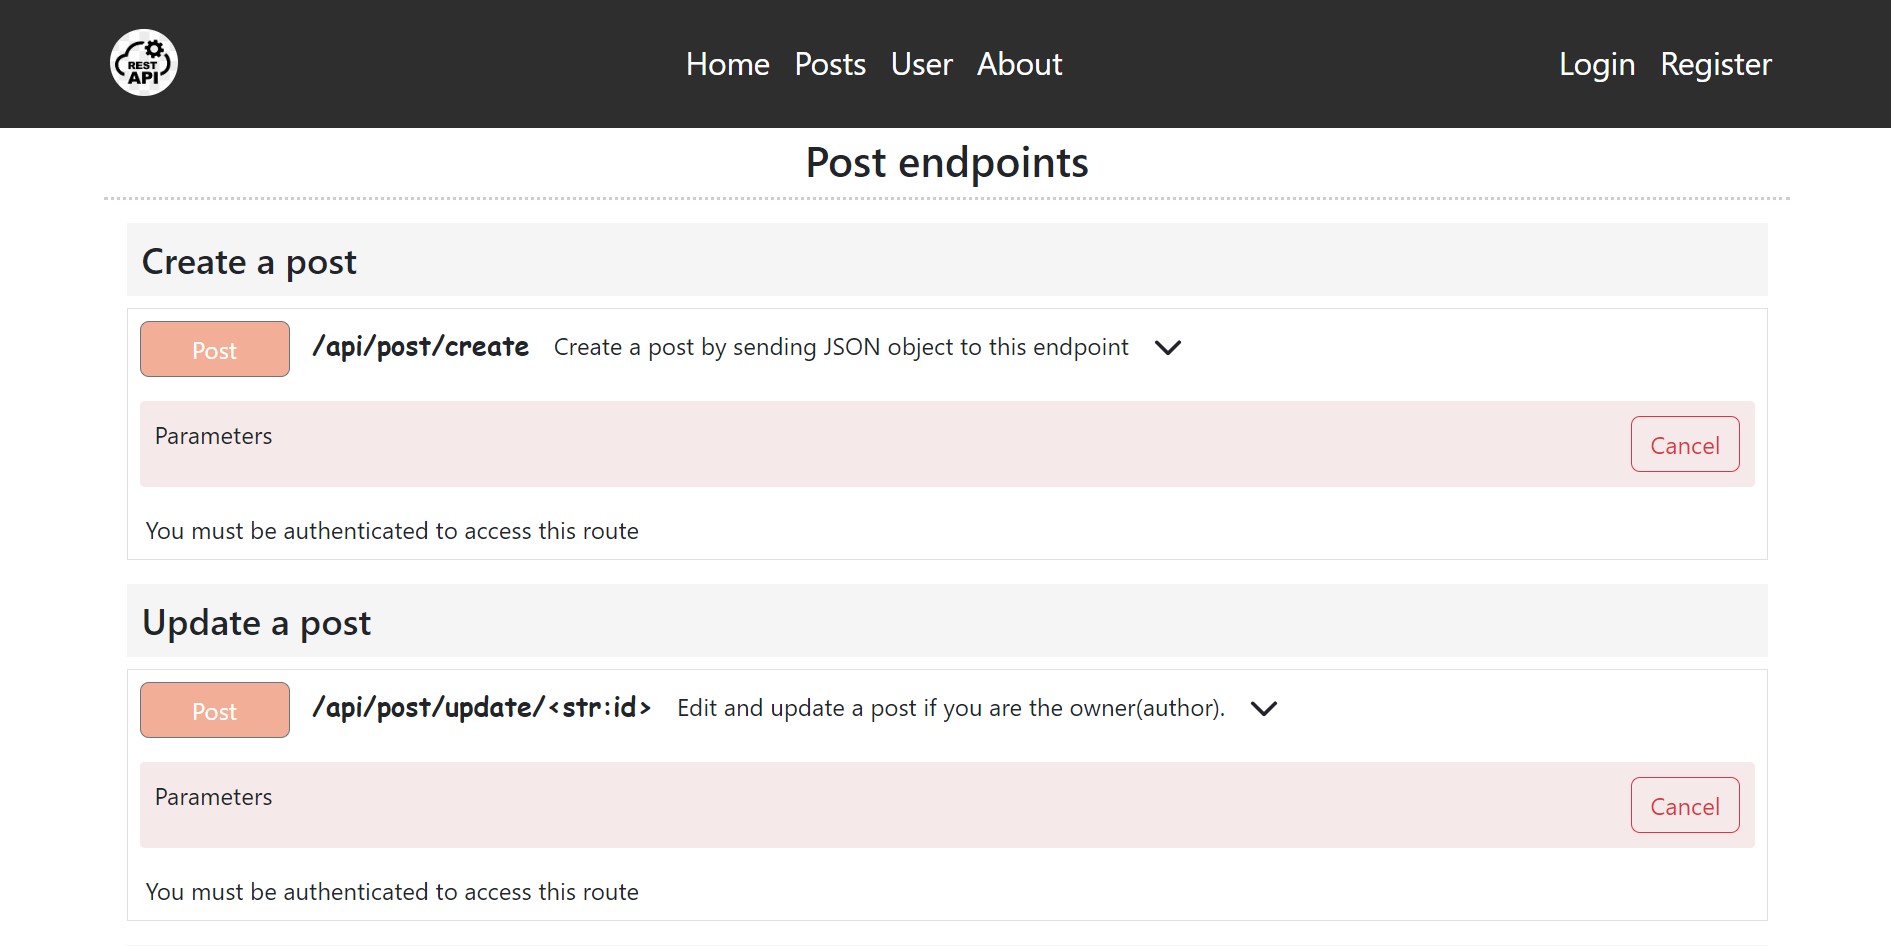 REST
API
Home Posts User About
Login Register
Post endpoints
Create a post
Post /api/post/create Create a post by sending JSON object to this endpoint
Parameters Cancel
You must be authenticated to access this route
Update a post
Post /api/post/update/<str:id> Edit and update a post if you are the owner(author).
Parameters Cancel
You must be authenticated to access this route